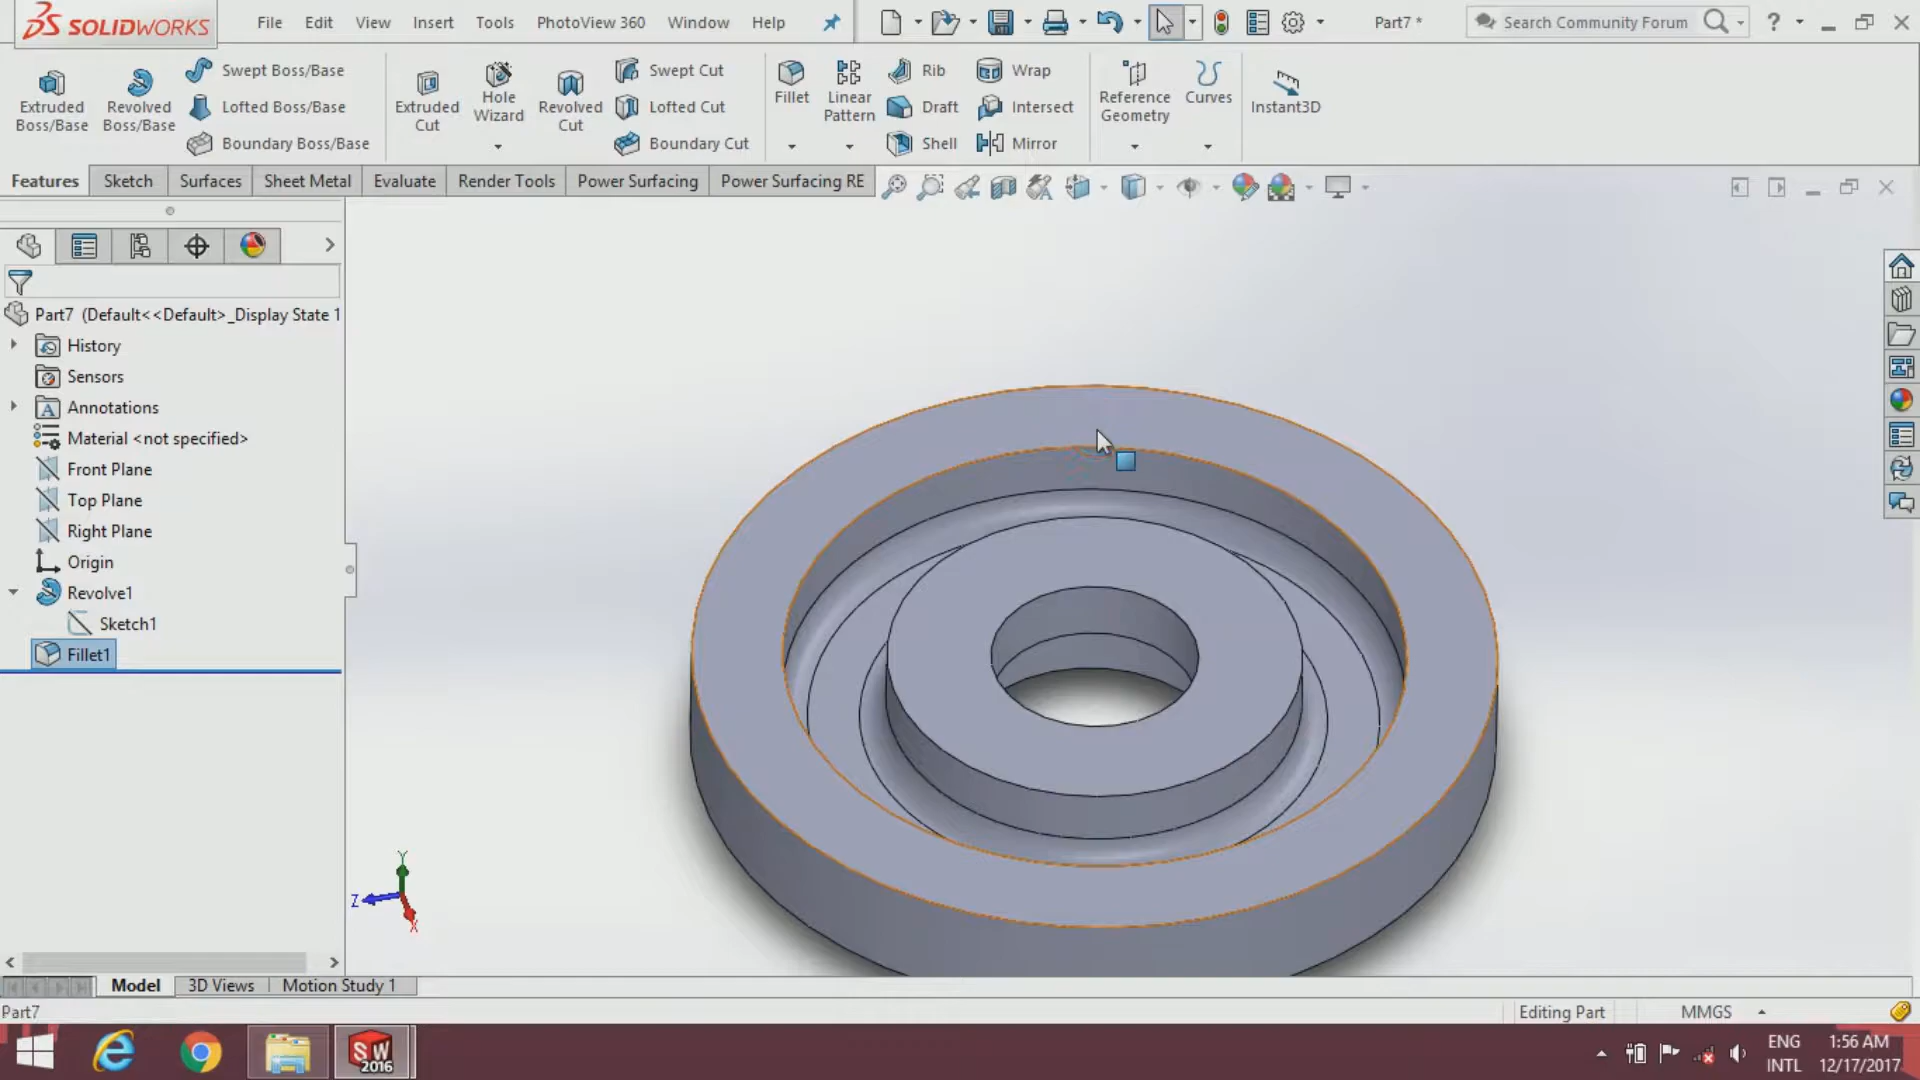 SOLIDWORKS File Edit View Insert Tools PhotoView 360 Window Help Part7 * Search Community Forum ?
Extruded Boss/Base
Revolved Boss/Base
Swept Boss/Base
Lofted Boss/Base
Boundary Boss/Base
Extruded Cut
Hole Wizard
Revolved Cut
Swept Cut
Lofted Cut
Boundary Cut
Fillet
Linear Pattern
Rib
Draft
Shell
Wrap
Intersect
Mirror
Reference Geometry
Curves
Instant3D
Features Sketch Surfaces Sheet Metal Evaluate Render Tools Power Surfacing Power Surfacing RE
Part7 (Default<<Default>_Display State 1
History
Sensors
A Annotations
Material <not specified>
Front Plane
Top Plane
Right Plane
Origin
Revolve1
Sketch1
Fillet1
Y
Z
X
Model 3D Views Motion Study 1
Part7 Editing Part MMGS
SW 2016
ENG 1:56 AM
INTL 12/17/2017